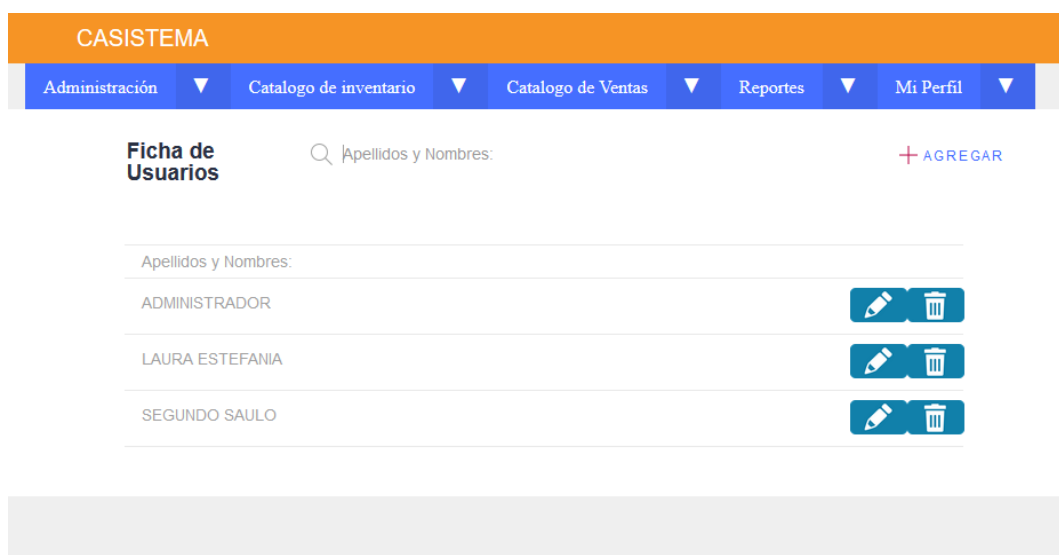 CASISTEMA
Administración ▼ Catalogo de inventario ▼ Catalogo de Ventas ▼ Reportes ▼ Mi Perfil ▼
Ficha de
Usuarios
Apellidos y Nombres:
AGREGAR
Apellidos y Nombres:
ADMINISTRADOR
LAURA ESTEFANIA
SEGUNDO SAULO